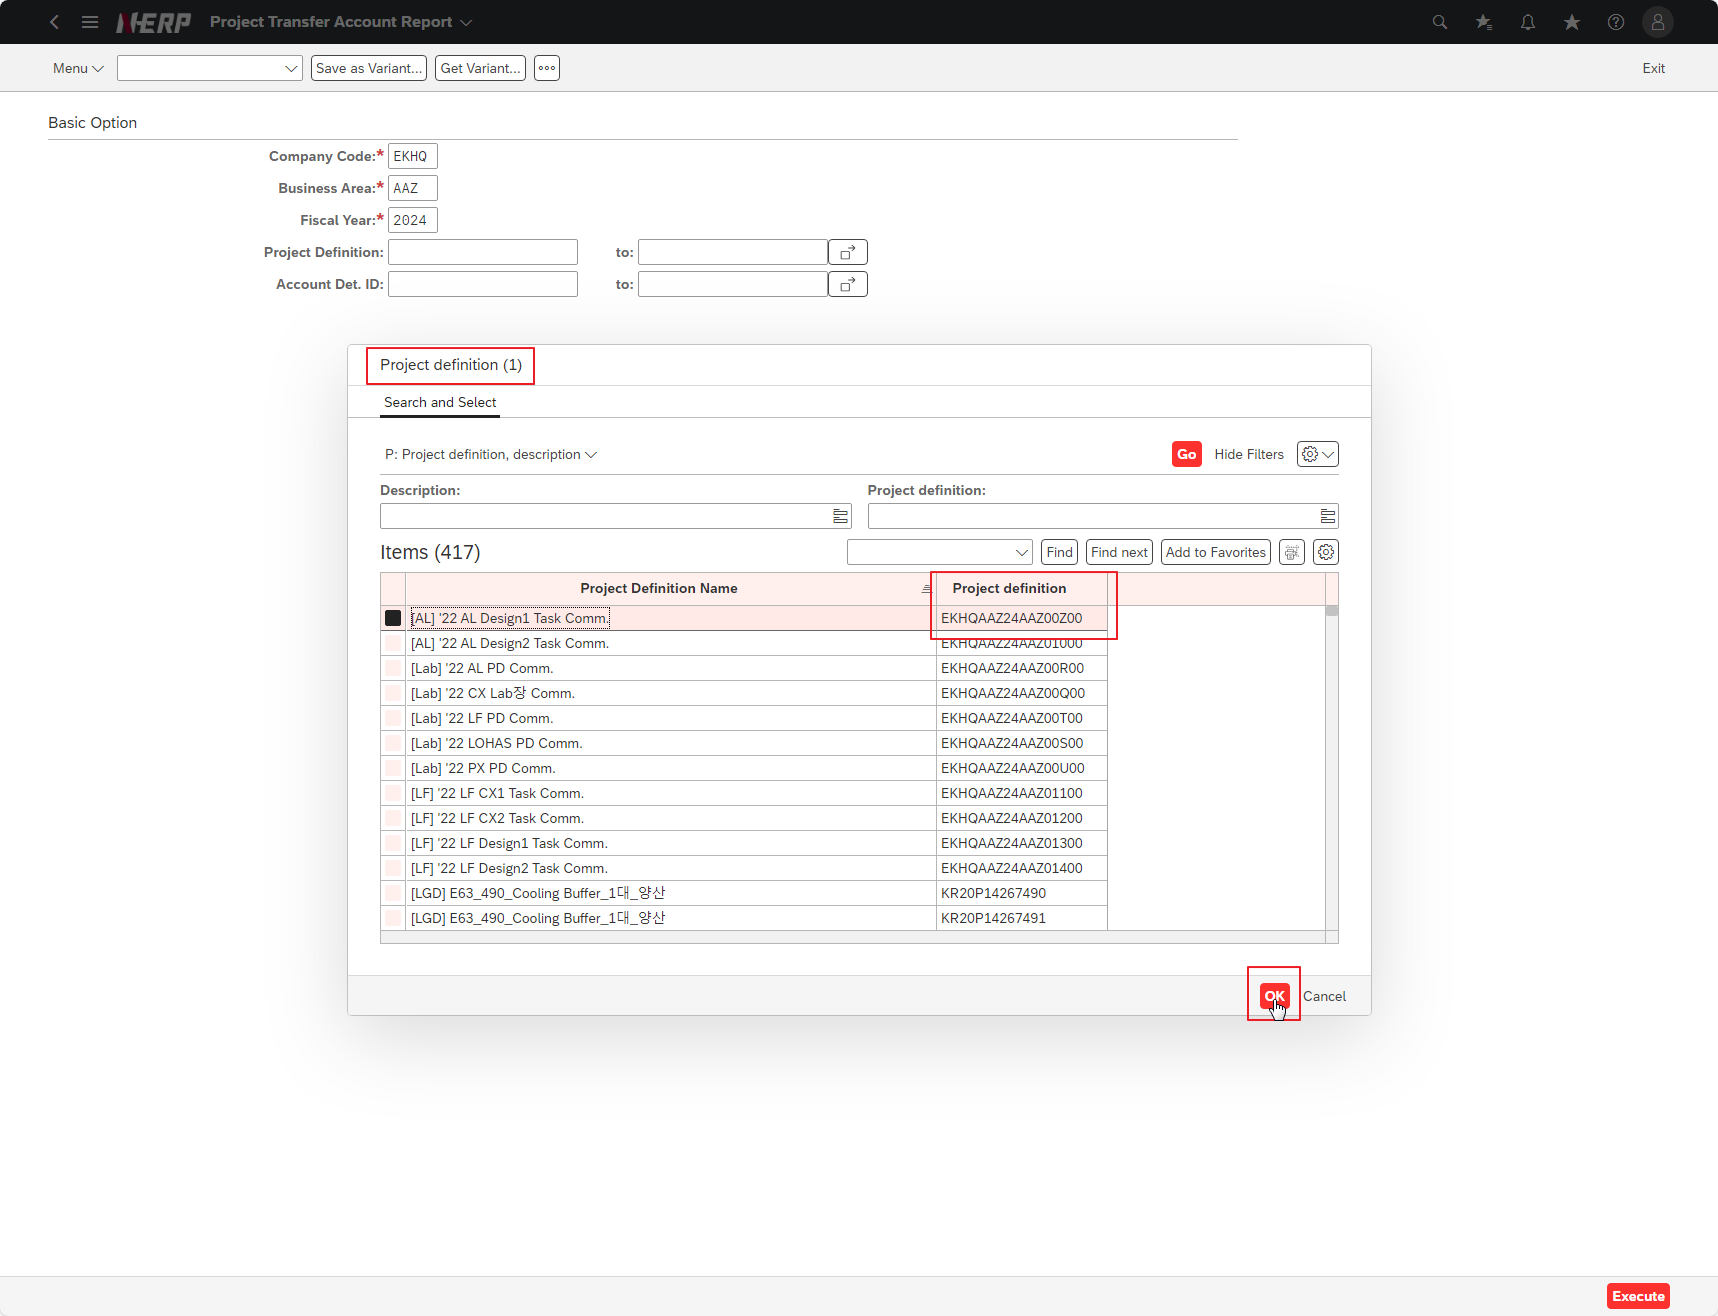 NERP Project Transfer Account Report
Menu Save as Variant... Get Variant... Exit
Basic Option
Company Code:* EKHQ
Business Area:* AAZ
Fiscal Year:* 2024
Project Definition: to:
Account Det. ID: to:
Project definition (1)
Search and Select
P: Project definition, description Go Hide Filters
Description: Project definition:
Items (417) Find Find next Add to Favorites
Project Definition Name Project definition
[AL] '22 AL Design1 Task Comm. EKHQAAZ24AAZ00Z00
[AL] '22 AL Design2 Task Comm. EKHQAAZ24AAZ01000
[Lab] '22 AL PD Comm. EKHQAAZ24AAZ00R00
[Lab] '22 CX Lab장 Comm. EKHQAAZ24AAZ00Q00
[Lab] '22 LF PD Comm. EKHQAAZ24AAZ00T00
[Lab] '22 LOHAS PD Comm. EKHQAAZ24AAZ00S00
[Lab] '22 PX PD Comm. EKHQAAZ24AAZ00U00
[LF] '22 LF CX1 Task Comm. EKHQAAZ24AAZ01100
[LF] '22 LF CX2 Task Comm. EKHQAAZ24AAZ01200
[LF] '22 LF Design1 Task Comm. EKHQAAZ24AAZ01300
[LF] '22 LF Design2 Task Comm. EKHQAAZ24AAZ01400
[LGD] E63_490_Cooling Buffer_1대_양산 KR20P14267490
[LGD] E63_490_Cooling Buffer_1대_양산 KR20P14267491
OK Cancel
Execute